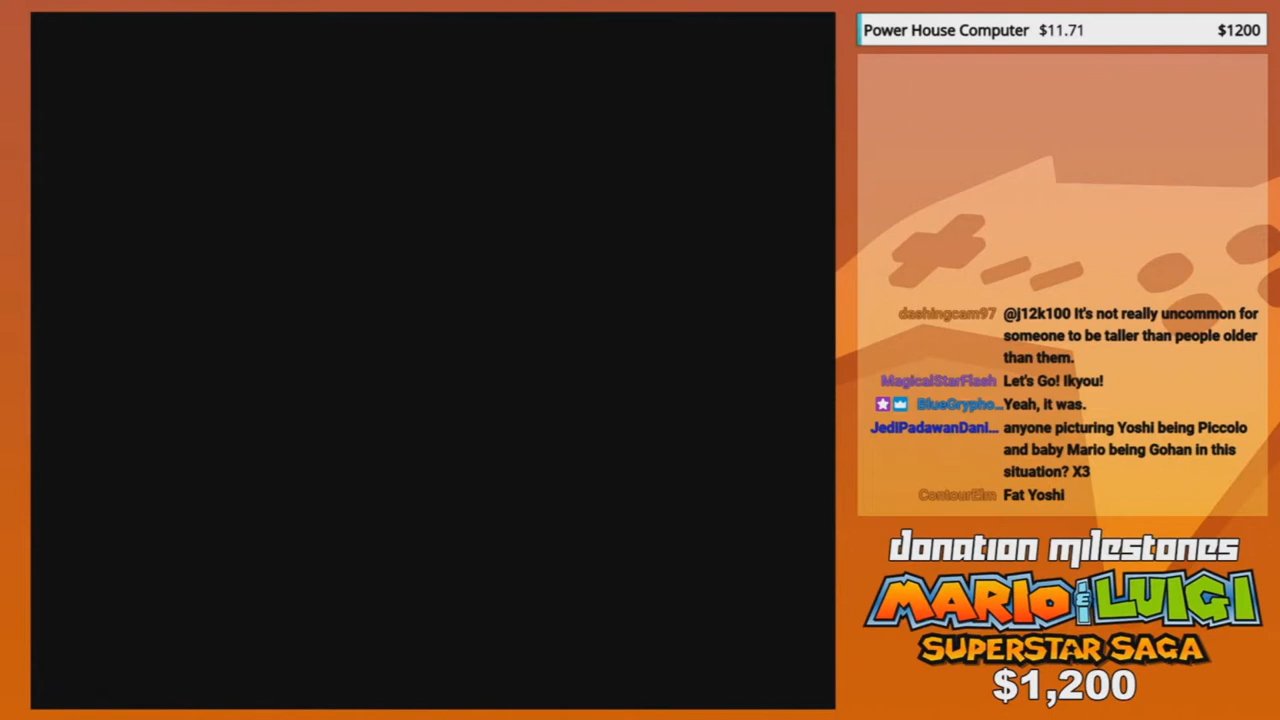 Power House Computer $11.71 $1200
dashingcam97 @j12k100 It's not really uncommon for
someone to be taller than people older
than them.
MagicalStarFlash Let's Go! Ikyou!
BlueGrypho… Yeah, it was.
JediPadawanDani… anyone picturing Yoshi being Piccolo
and baby Mario being Gohan in this
situation? X3
ContourElm Fat Yoshi
donation milestones
MARIO & LUIGI
SUPERSTAR SAGA
$1,200